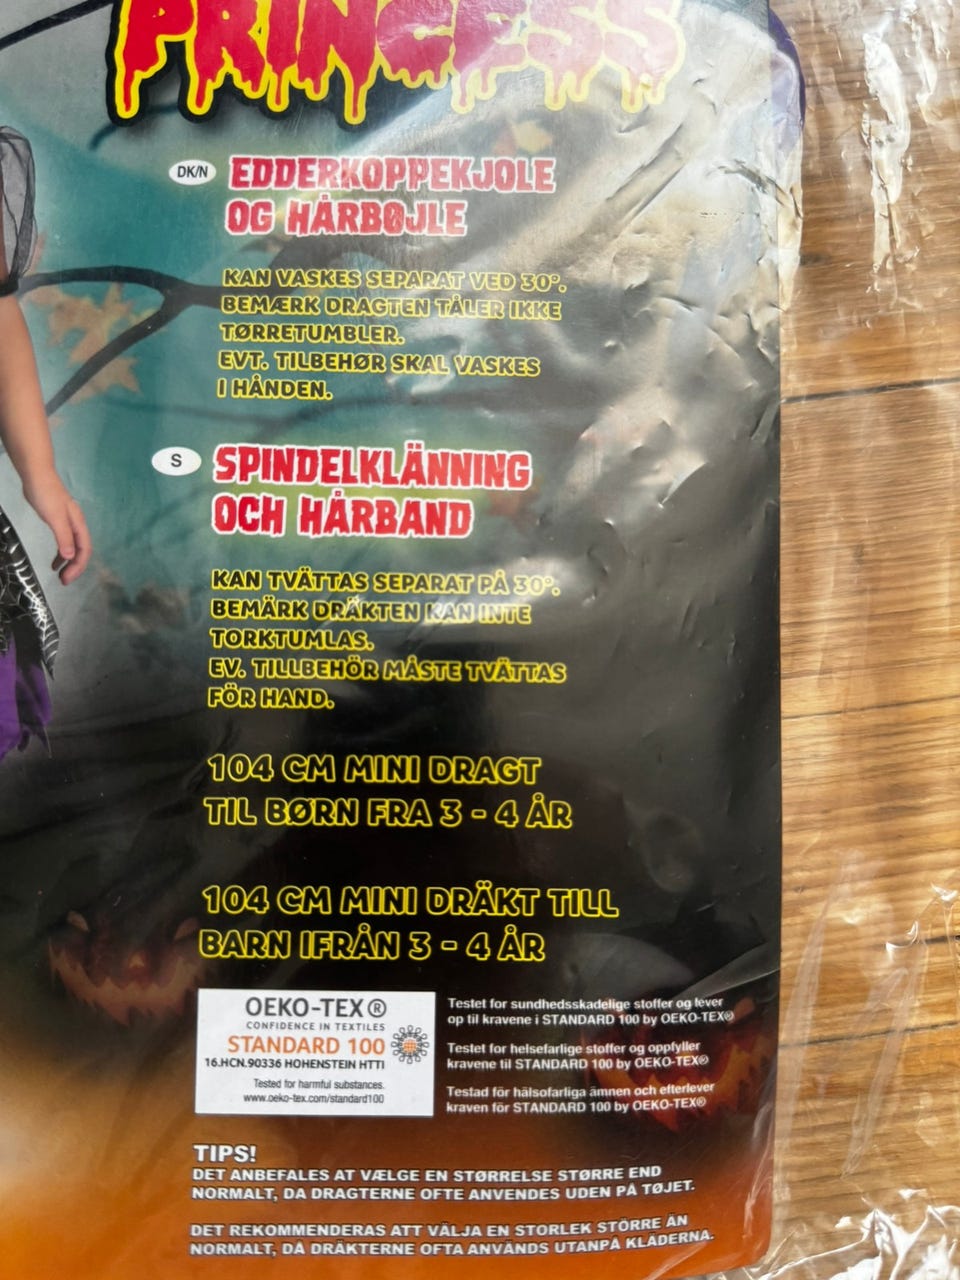 PRINCESS
DK/N
EDDERKOPPEKJOLE
OG HÅRBØJLE
KAN VASKES SEPARAT VED 30°.
BEMÆRK DRAGTEN TÅLER IKKE
TØRRETUMBLER.
EVT. TILBEHØR SKAL VASKES
I HÅNDEN.
S
SPINDELKLÄNNING
OCH HÅRBAND
KAN TVÄTTAS SEPARAT PÅ 30°.
BEMÄRK DRÄKTEN KAN INTE
TORKTUMLAS.
EV. TILLBEHÖR MÅSTE TVÄTTAS
FÖR HAND.
104 CM MINI DRAGT
TIL BØRN FRA 3 - 4 ÅR
104 CM MINI DRÄKT TILL
BARN IFRÅN 3 - 4 ÅR
OEKO-TEX®
CONFIDENCE IN TEXTILES
STANDARD 100
16.HCN.90336 HOHENSTEIN HTTI
Tested for harmful substances.
www.oeko-tex.com/standard100
Testet for sundhedsskadelige stoffer og lever
op til kravene i STANDARD 100 by OEKO-TEX®
Testet for helsefarlige stoffer og oppfyller
kravene til STANDARD 100 by OEKO-TEX®
Testad för hälsofarliga ämnen och efterlever
kraven för STANDARD 100 by OEKO-TEX®
TIPS!
DET ANBEFALES AT VÆLGE EN STØRRELSE STØRRE END
NORMALT, DA DRAGTERNE OFTE ANVENDES UDEN PÅ TØJET.
DET REKOMMENDERAS ATT VÄLJA EN STORLEK STÖRRE ÄN
NORMALT, DÅ DRÄKTERNE OFTA ANVÄNDS UTANPÅ KLÄDERNA.